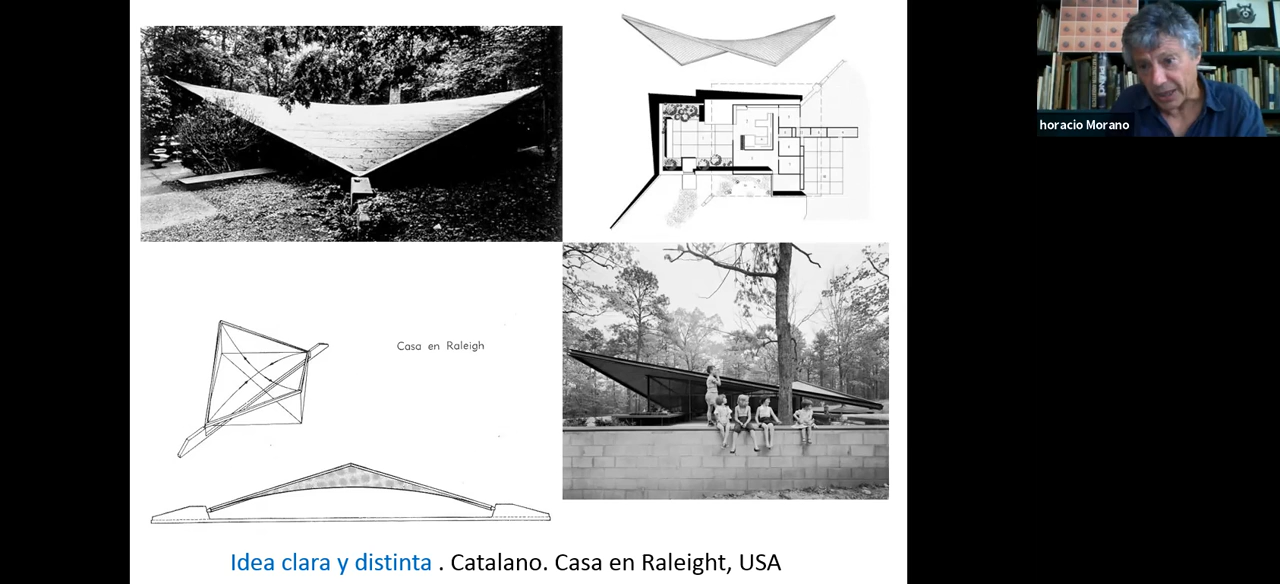 horacio Morano
Casa en Raleigh
Idea clara y distinta . Catalano. Casa en Raleight, USA